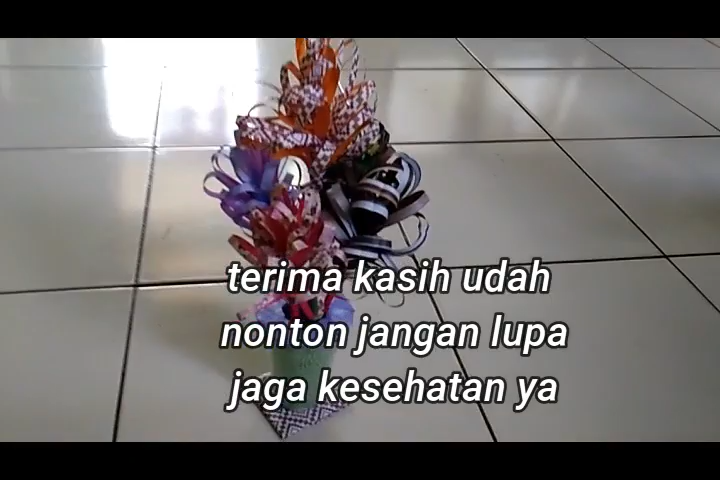 terima kasih udah
nonton jangan lupa
jaga kesehatan ya